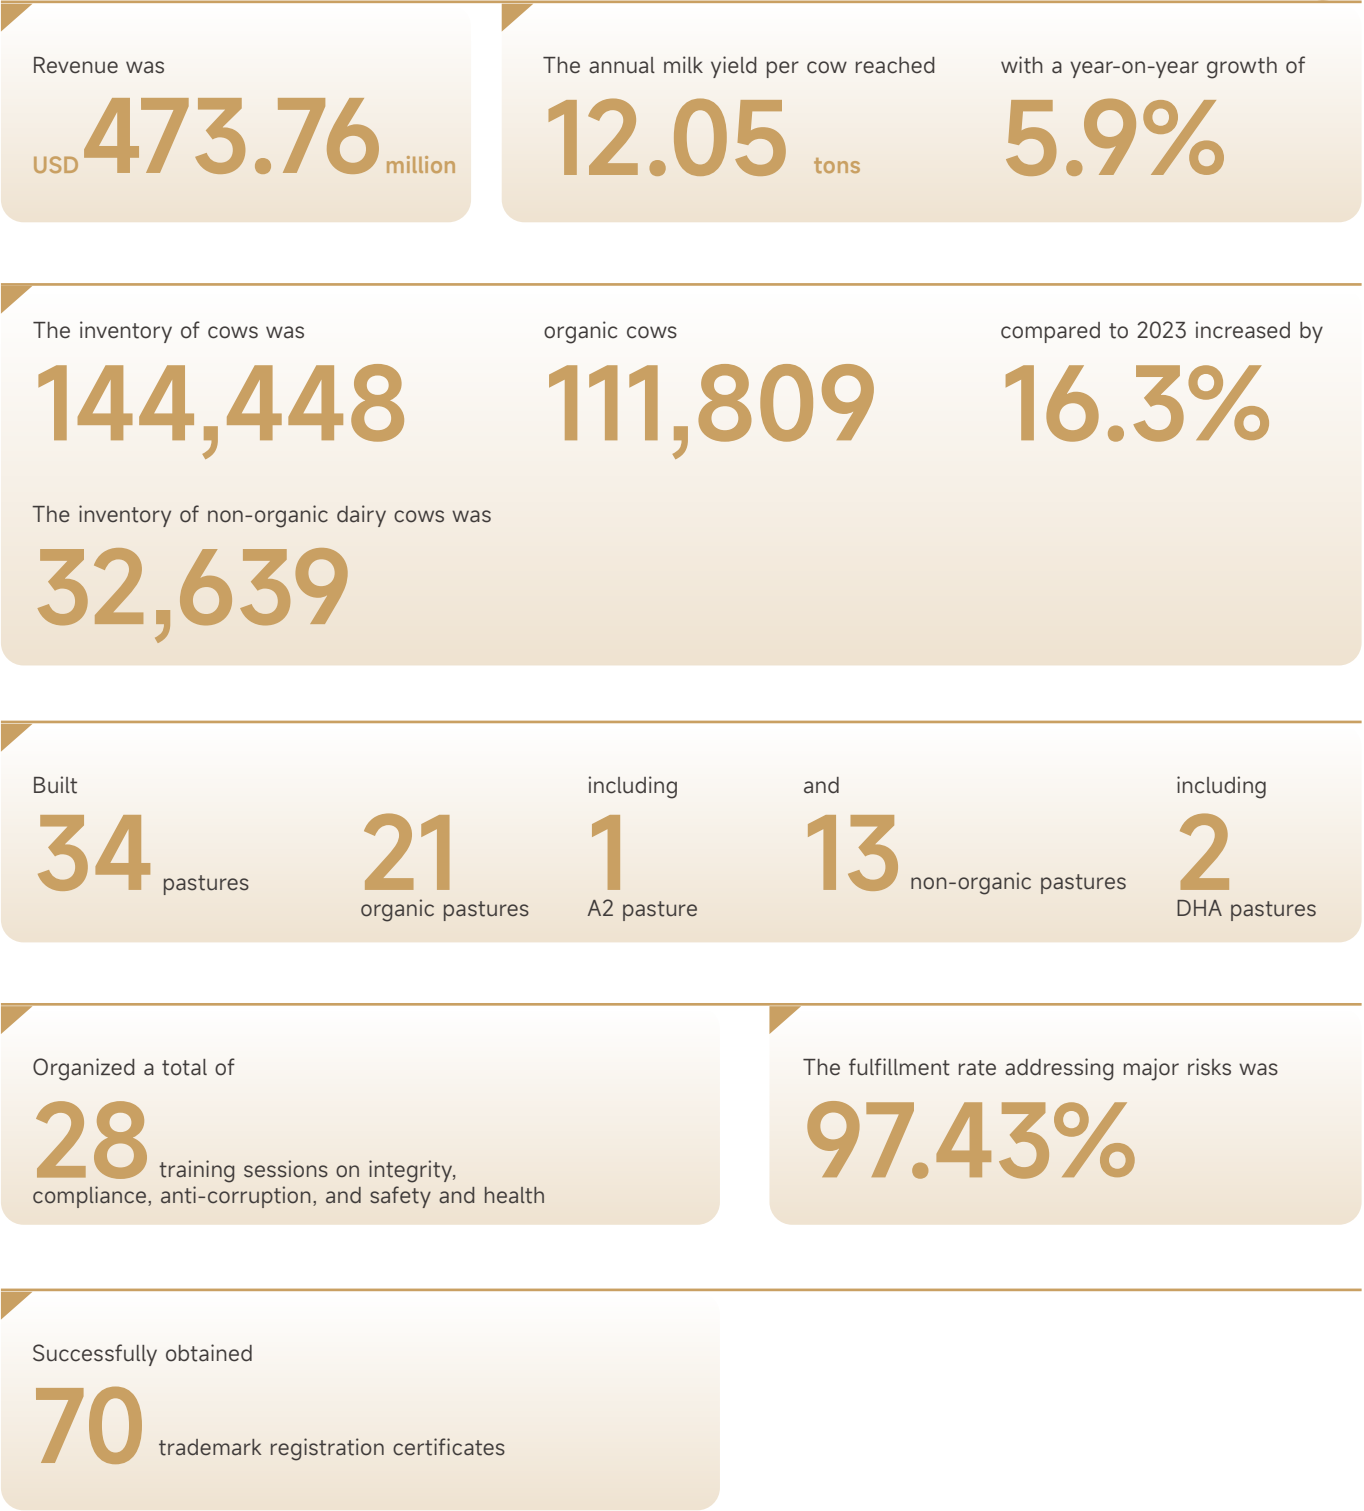 Revenue was
USD 473.76 million
The annual milk yield per cow reached
12.05 tons
with a year-on-year growth of
5.9%
The inventory of cows was
144,448
organic cows
111,809
compared to 2023 increased by
16.3%
The inventory of non-organic dairy cows was
32,639
Built
34 pastures
21
organic pastures
including
1
A2 pasture
and
13 non-organic pastures
including
2
DHA pastures
Organized a total of
28 training sessions on integrity,
compliance, anti-corruption, and safety and health
The fulfillment rate addressing major risks was
97.43%
Successfully obtained
70 trademark registration certificates